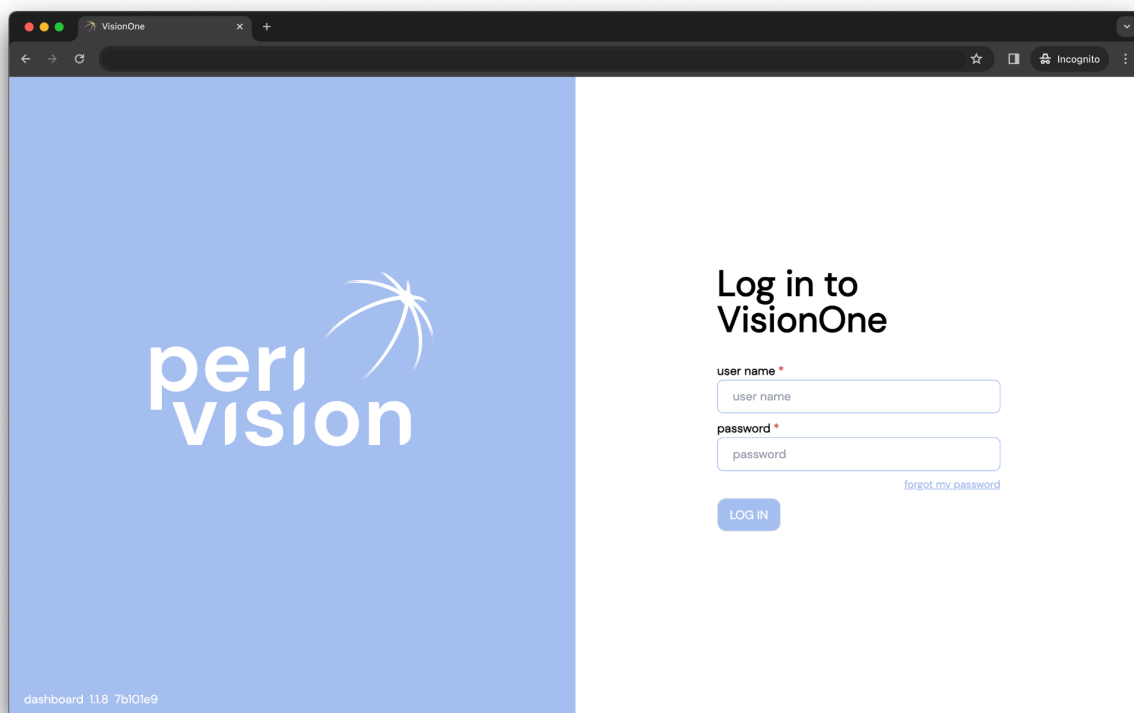 VisionOne
Incognito
peri
vision
dashboard 1.1.8 7b101e9
Log in to
VisionOne
user name *
user name
password *
password
forgot my password
LOG IN